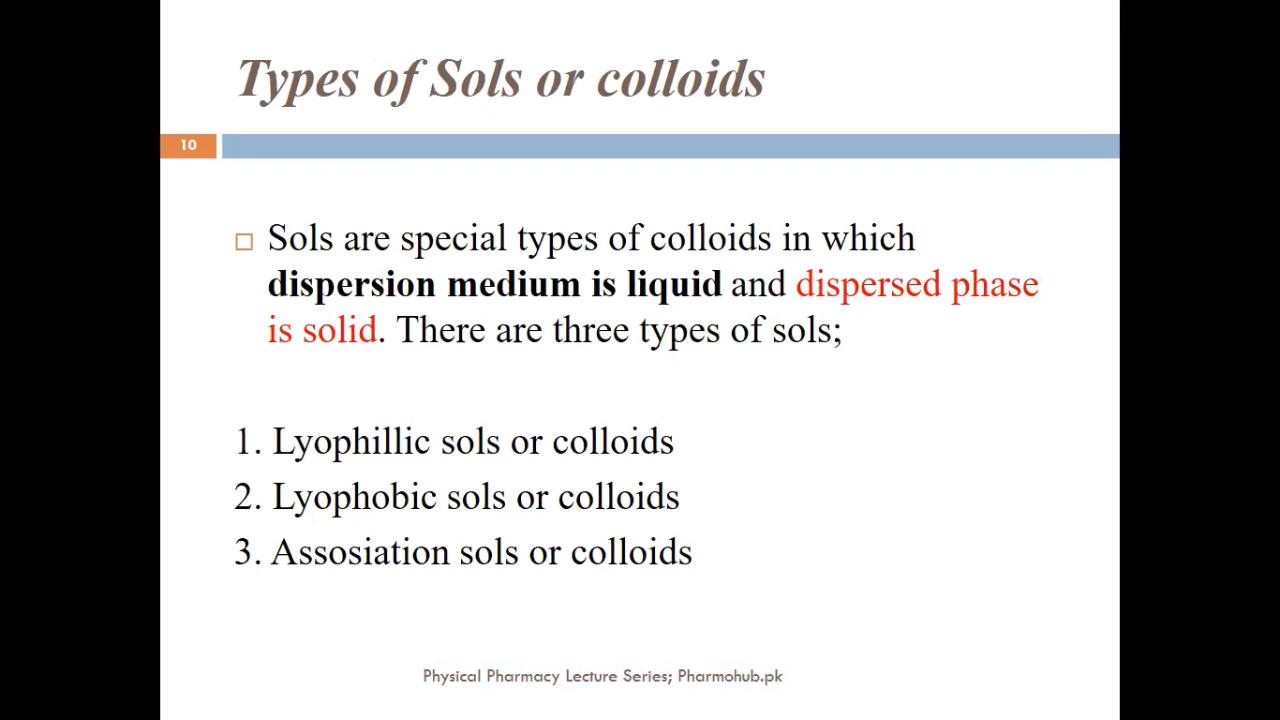 Types of Sols or colloids
10
Sols are special types of colloids in which
dispersion medium is liquid and dispersed phase
is solid. There are three types of sols;
1. Lyophillic sols or colloids
2. Lyophobic sols or colloids
3. Assosiation sols or colloids
Physical Pharmacy Lecture Series; Pharmohub.pk